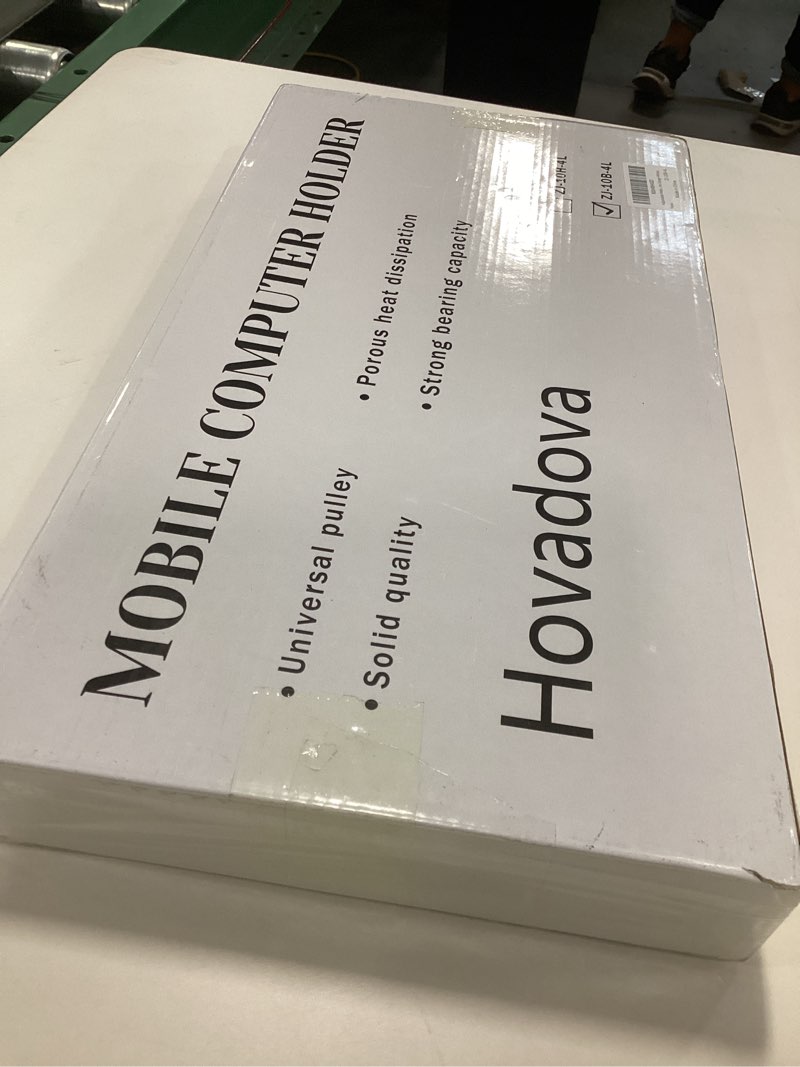 MOBILE COMPUTER HOLDER
• Universal pulley
• Porous heat dissipation
• Solid quality
• Strong bearing capacity
Hovadova
ZJ-10B-4L